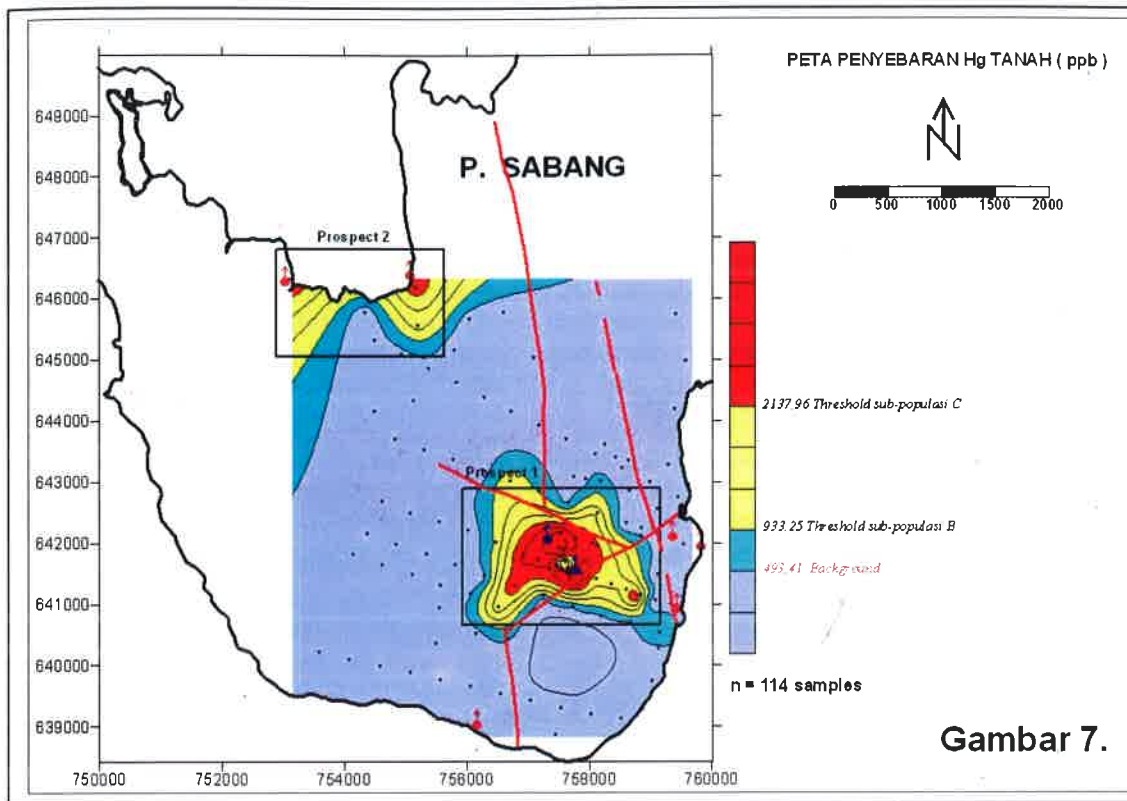 PETA PENYEBARAN Hg TANAH ( ppb )
N
P. SABANG
0 500 1000 1500 2000
Prospect 2
Prospect 1
649000
648000
647000
646000
645000
644000
643000
642000
641000
640000
639000
750000 752000 754000 756000 758000 760000
2137,96 Threshold sub-populasi C
933.25 Threshold sub-populasi B
493,41 Background
n = 114 samples
Gambar 7.